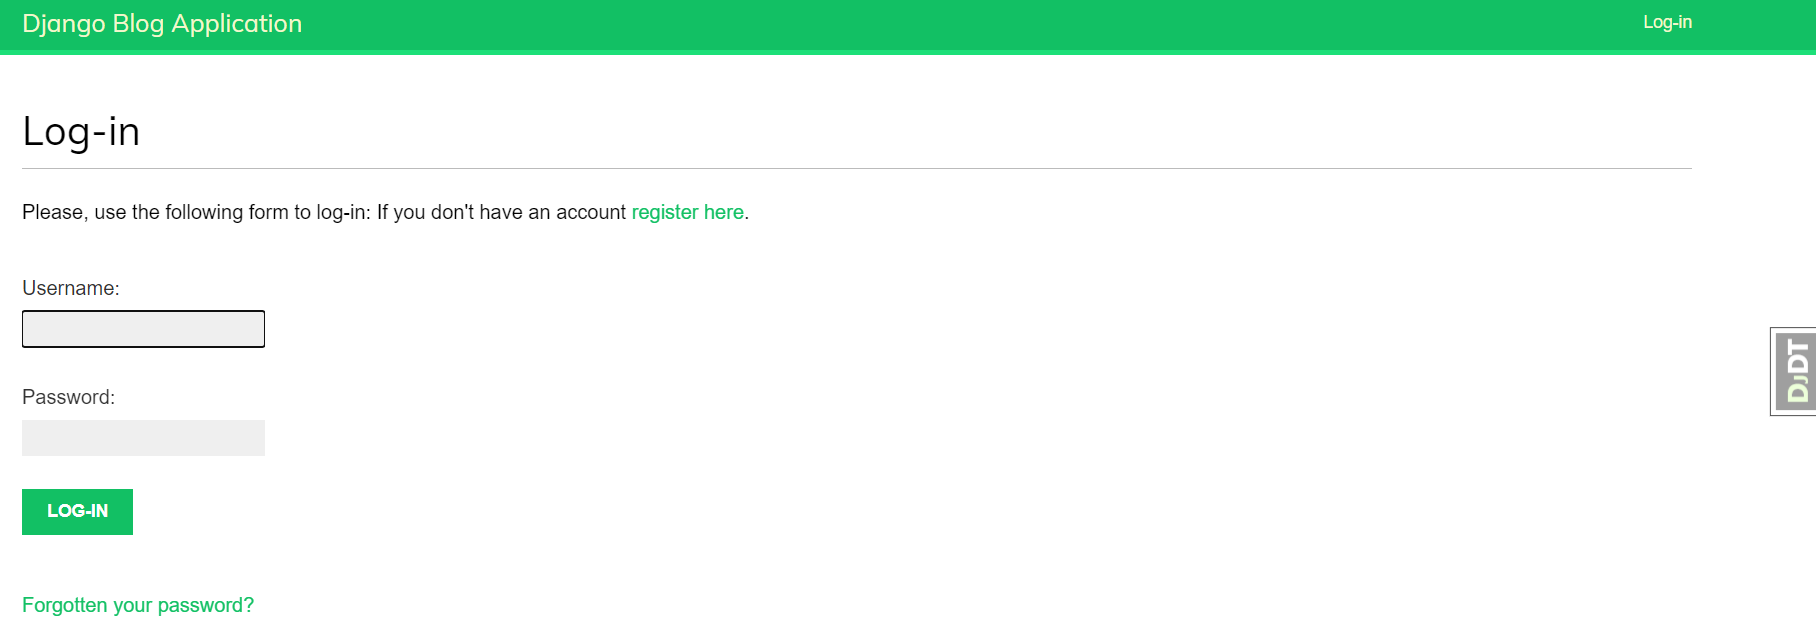 Django Blog Application
Log-in
Log-in
Please, use the following form to log-in: If you don't have an account register here.
Username:
Password:
DJDT
LOG-IN
Forgotten your password?